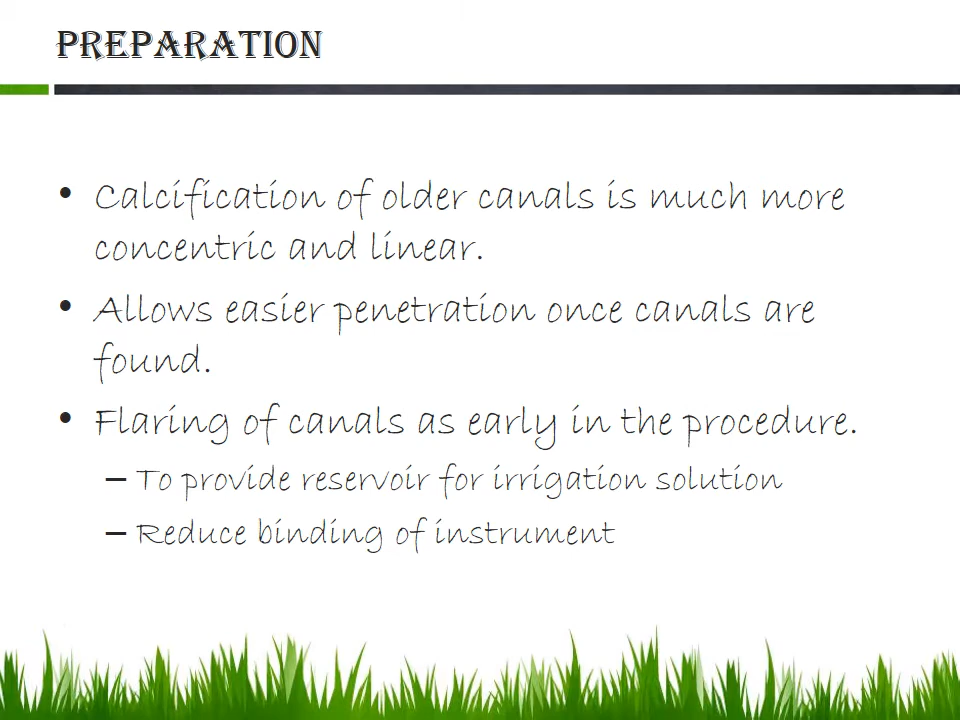 PREPARATION
• Calcification of older canals is much more
concentric and linear.
• Allows easier penetration once canals are
found.
• Flaring of canals as early in the procedure.
– To provide reservoir for irrigation solution
– Reduce binding of instrument